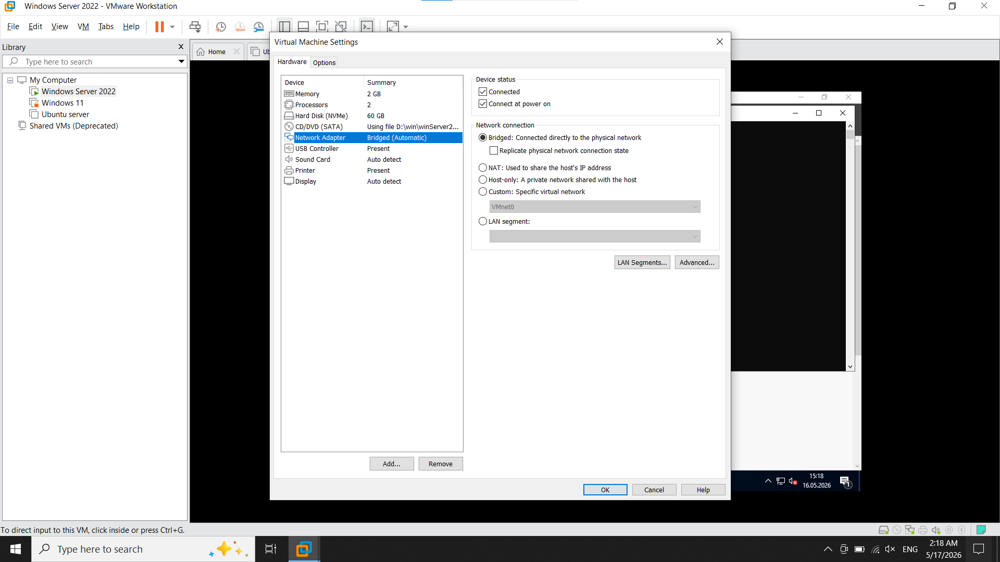 Windows Server 2022 - VMware Workstation
File Edit View VM Tabs Help
Library
Type here to search
My Computer
Windows Server 2022
Windows 11
Ubuntu server
Shared VMs (Deprecated)
Home
Ub
Virtual Machine Settings
Hardware Options
Device Summary
Memory 2 GB
Processors 2
Hard Disk (NVMe) 60 GB
CD/DVD (SATA) Using file D:\win\winServer2...
Network Adapter Bridged (Automatic)
USB Controller Present
Sound Card Auto detect
Printer Present
Display Auto detect
Add... Remove
Device status
Connected
Connect at power on
Network connection
Bridged: Connected directly to the physical network
Replicate physical network connection state
NAT: Used to share the host's IP address
Host-only: A private network shared with the host
Custom: Specific virtual network
VMnet0
LAN segment:
LAN Segments... Advanced...
OK Cancel Help
15:18
16.05.2026
1
To direct input to this VM, click inside or press Ctrl+G.
Type here to search
ENG
2:18 AM
5/17/2026